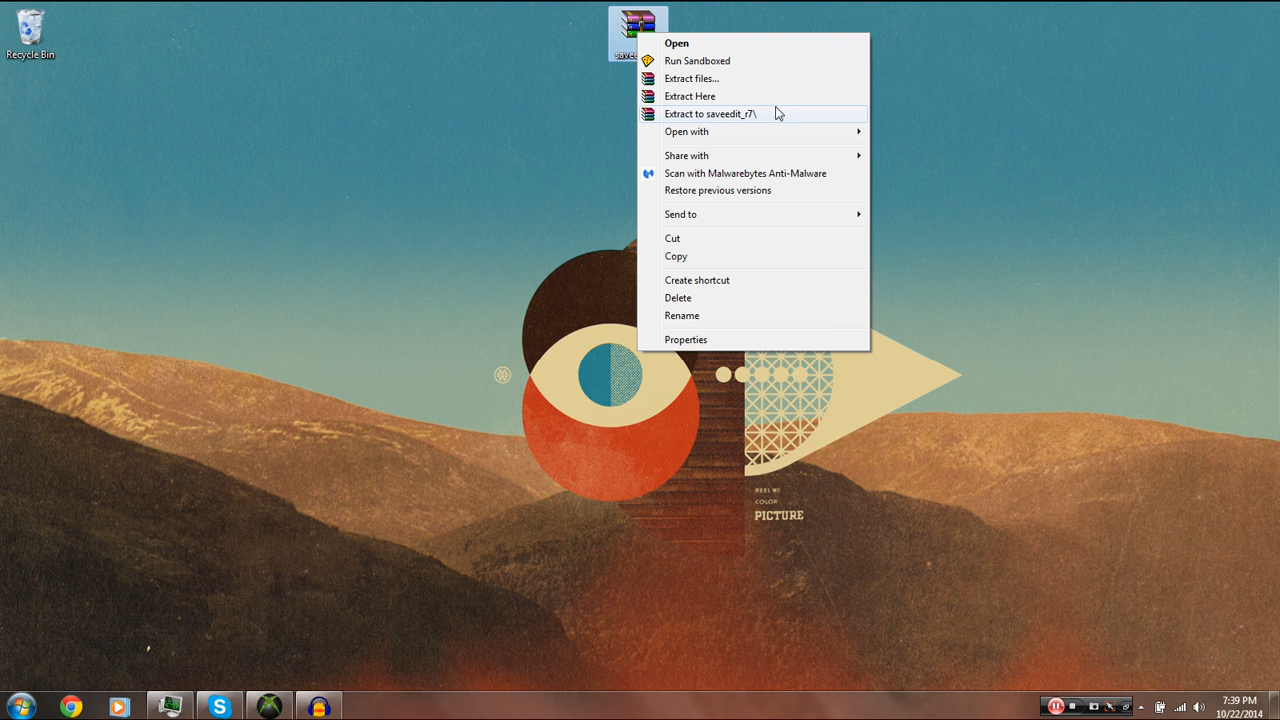 Recycle Bin
Open
Run Sandboxed
Extract files...
Extract Here
Extract to saveedit_r7\
Open with
Share with
Scan with Malwarebytes Anti-Malware
Restore previous versions
Send to
Cut
Copy
Create shortcut
Delete
Rename
Properties
REEL NO
COLOR
PICTURE
7:39 PM
10/22/2014